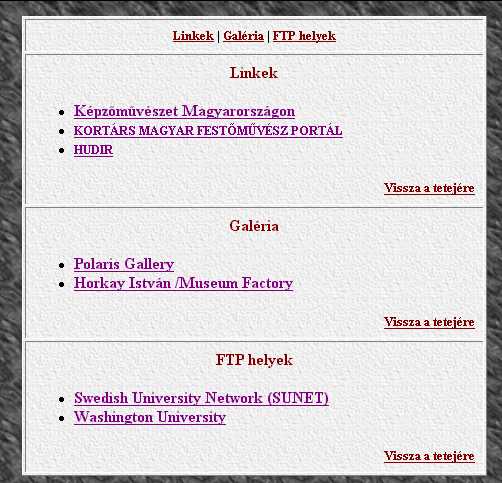 Linkek | Galéria | FTP helyek
Linkek
Képzőművészet Magyarországon
KORTÁRS MAGYAR FESTŐMŰVÉSZ PORTÁL
HUDIR
Vissza a tetejére
Galéria
Polaris Gallery
Horkay István /Museum Factory
Vissza a tetejére
FTP helyek
Swedish University Network (SUNET)
Washington University
Vissza a tetejére